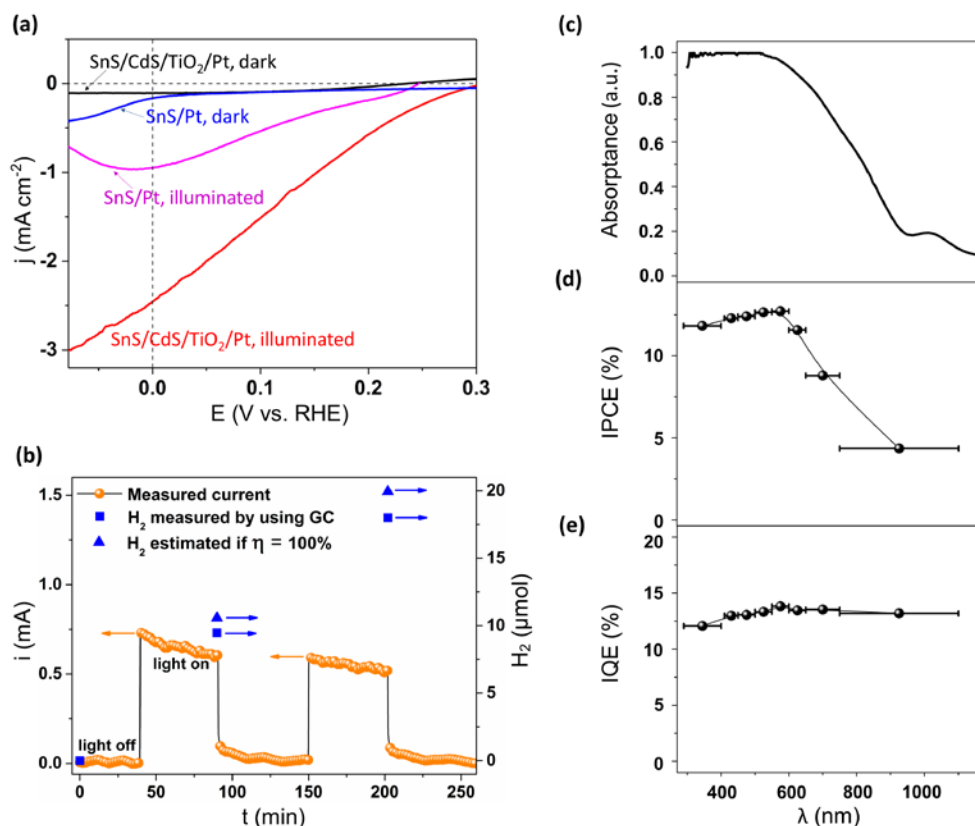 (a)
SnS/CdS/TiO₂/Pt, dark
SnS/Pt, dark
SnS/Pt, illuminated
SnS/CdS/TiO₂/Pt, illuminated
0
-1
-2
-3
j (mA cm⁻²)
0.0 0.1 0.2 0.3
E (V vs. RHE)
(b)
Measured current
H₂ measured by using GC
H₂ estimated if η = 100%
light on
light off
1.5
1.0
0.5
0.0
i (mA)
20
15
10
5
0
H₂ (μmol)
0 50 100 150 200 250
t (min)
(c)
1.0
0.8
0.6
0.4
0.2
0.0
Absorptance (a.u.)
(d)
10
5
0
IPCE (%)
(e)
20
15
10
5
0
IQE (%)
400 600 800 1000
λ (nm)